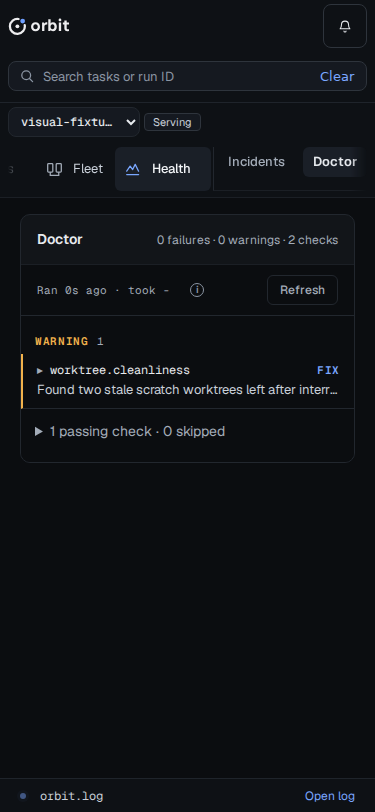 orbit
Search tasks or run ID Clear
visual-fixtu… Serving
Fleet Health Incidents Doctor
Doctor 0 failures · 0 warnings · 2 checks
Ran 0s ago · took - Refresh
WARNING 1
worktree.cleanliness FIX
Found two stale scratch worktrees left after interr…
1 passing check · 0 skipped
orbit.log Open log